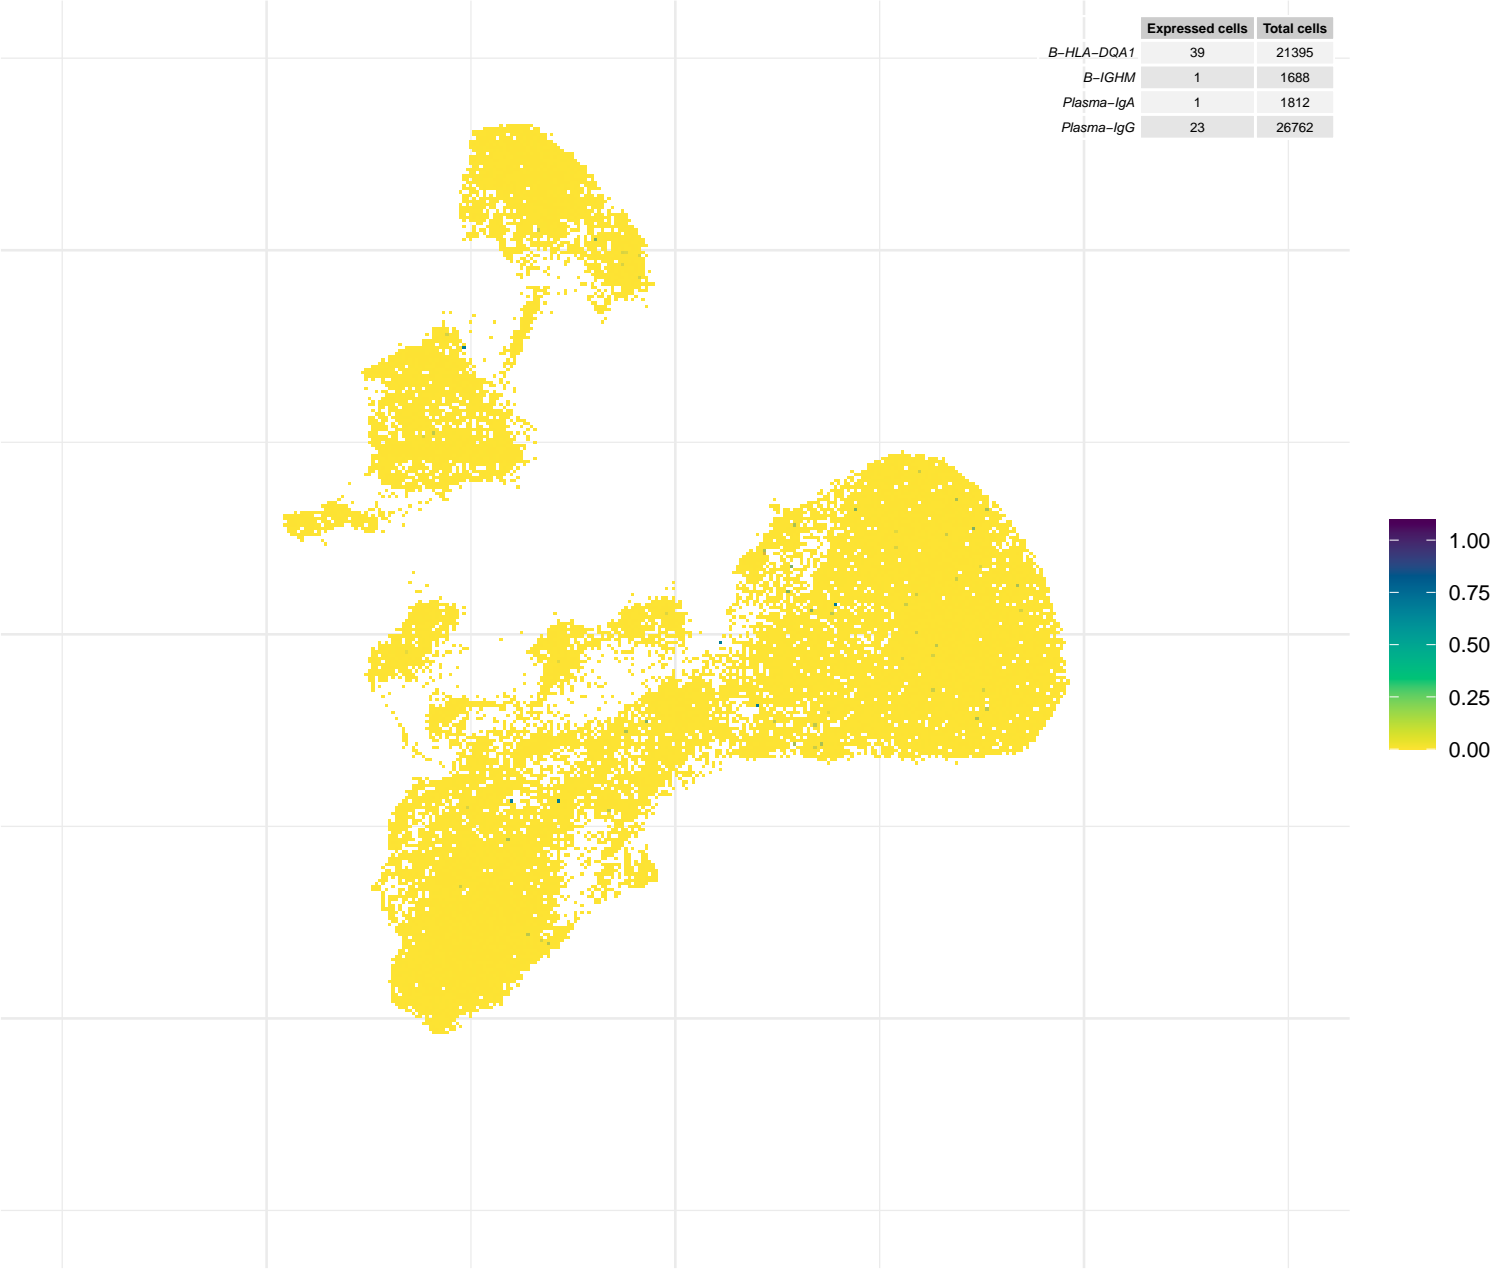 Expressed cells Total cells
B−HLA−DQA1 39 21395
B−IGHM 1 1688
Plasma−IgA 1 1812
Plasma−IgG 23 26762
1.00
0.75
0.50
0.25
0.00